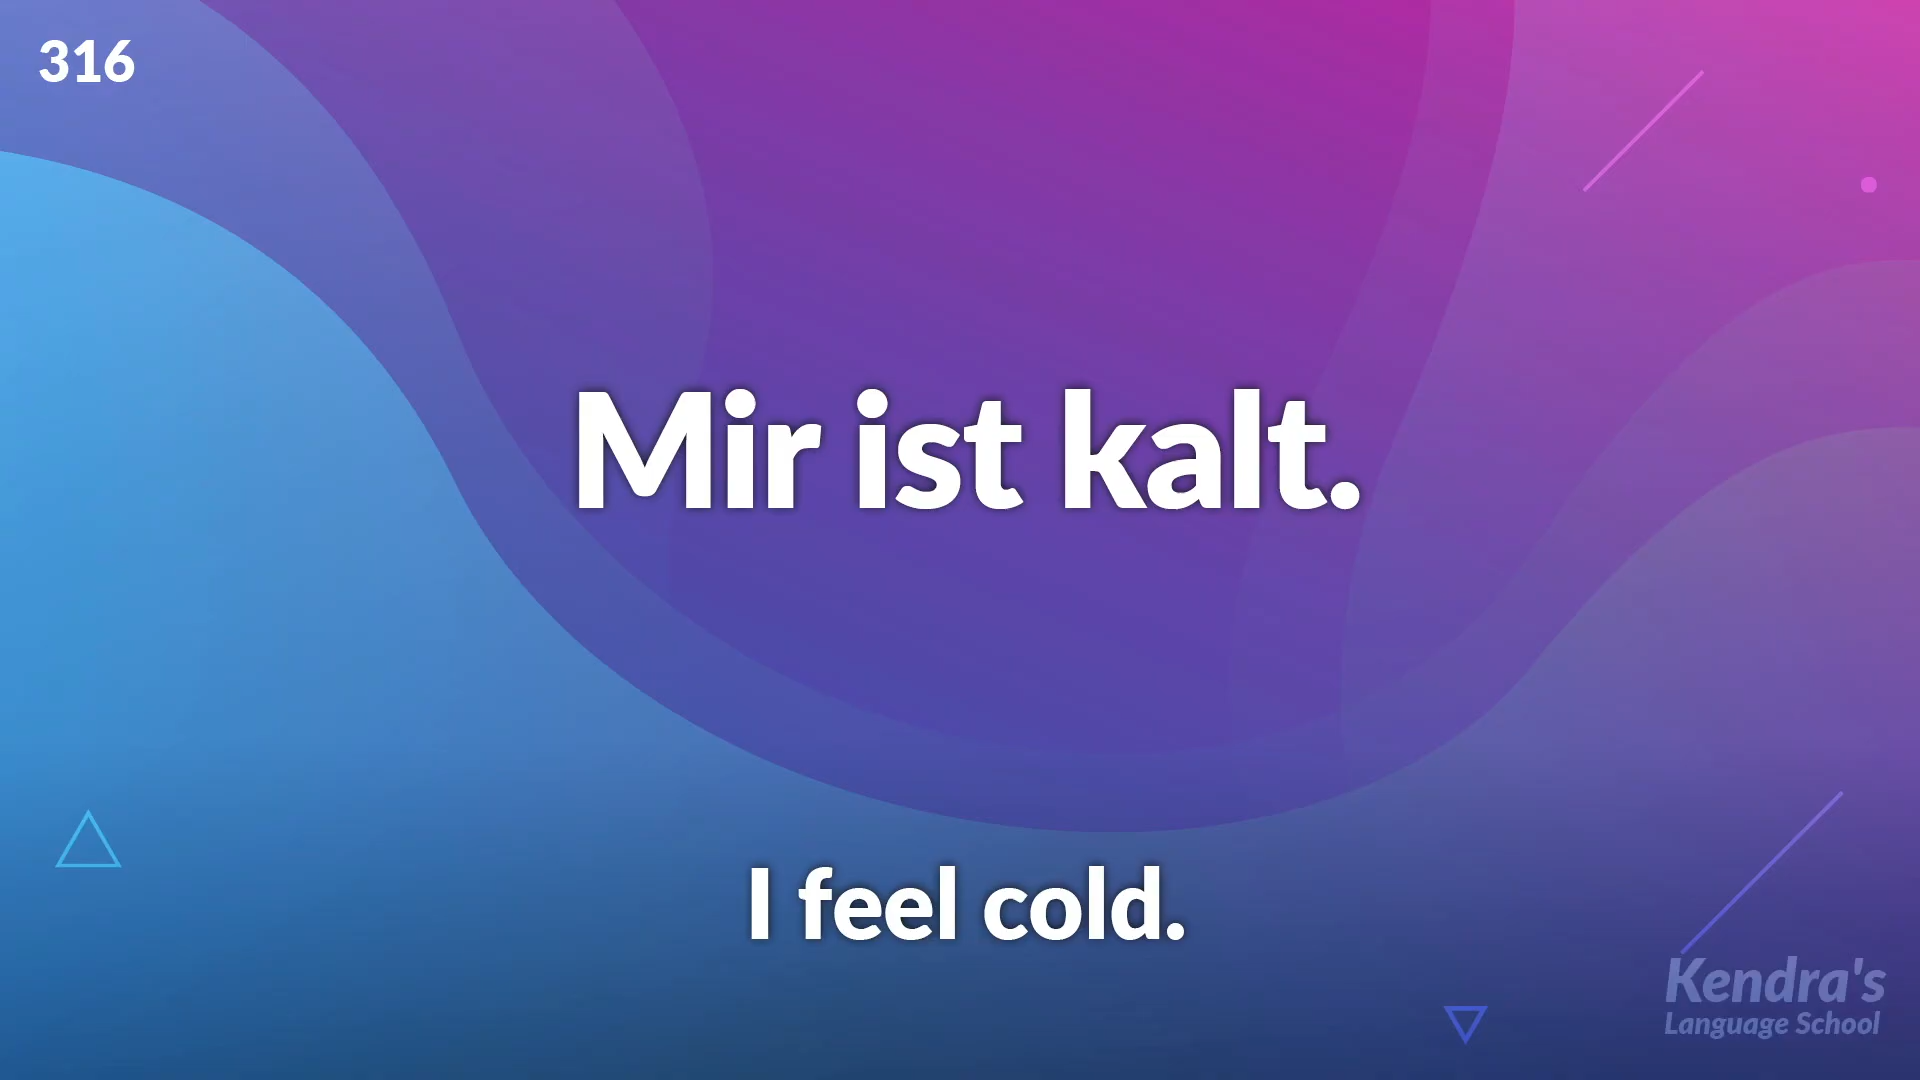 316
Mir ist kalt.
I feel cold.
Kendra's
Language School